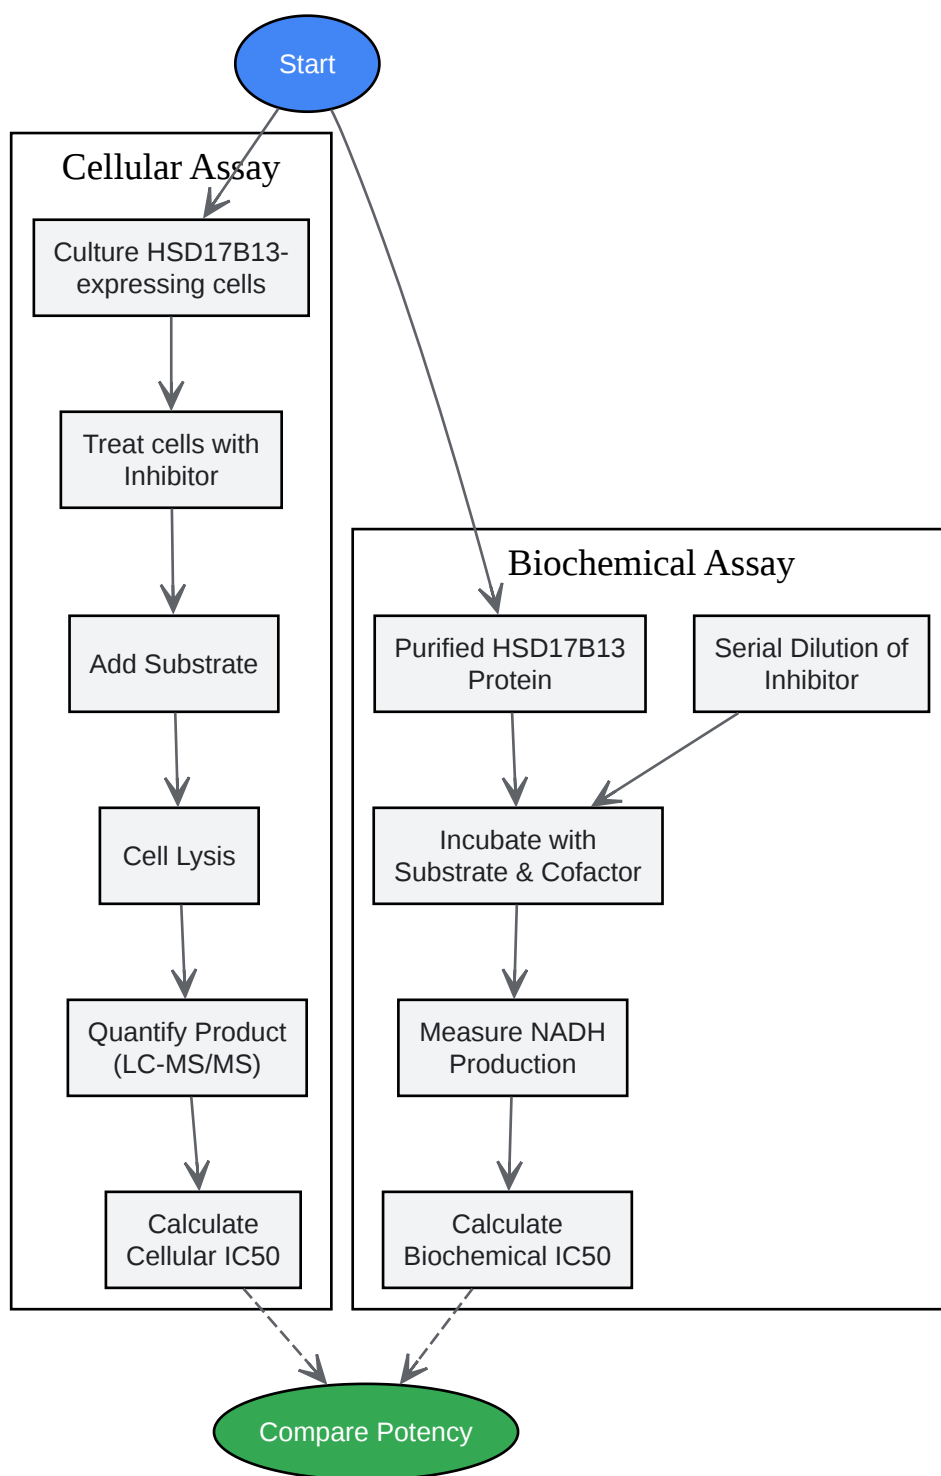 Start
Cellular Assay
Culture HSD17B13-
expressing cells
Treat cells with
Inhibitor
Add Substrate
Cell Lysis
Quantify Product
(LC-MS/MS)
Calculate
Cellular IC50
Biochemical Assay
Purified HSD17B13
Protein
Serial Dilution of
Inhibitor
Incubate with
Substrate & Cofactor
Measure NADH
Production
Calculate
Biochemical IC50
Compare Potency